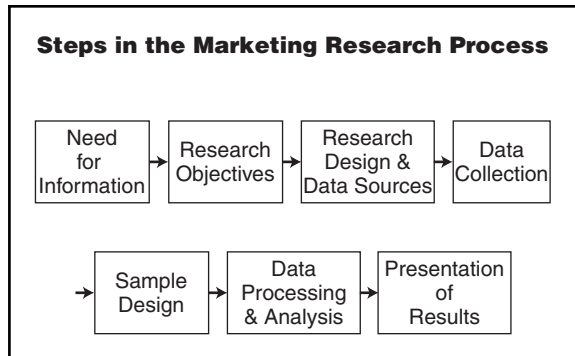 Steps in the Marketing Research Process
Need
for
Information
Research
Objectives
Research
Design &
Data Sources
Data
Collection
Sample
Design
Data
Processing
& Analysis
Presentation
of
Results